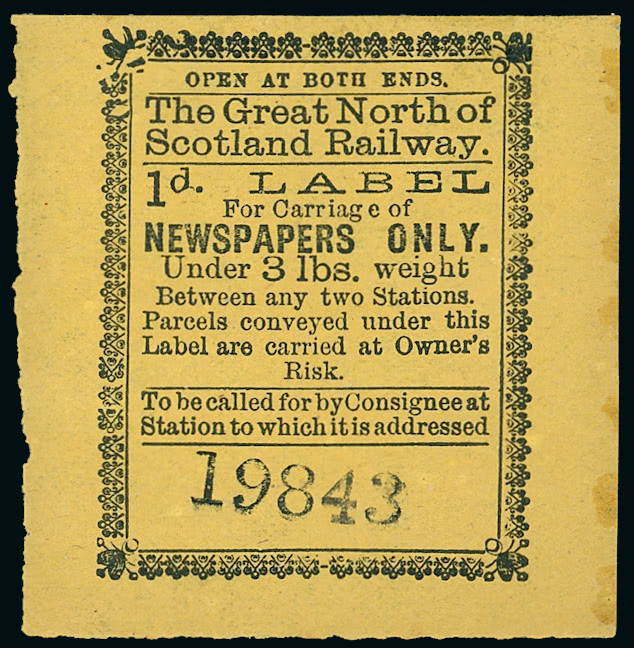 OPEN AT BOTH ENDS.
The Great North of
Scotland Railway.
1d. LABEL
For Carriage of
NEWSPAPERS ONLY.
Under 3 lbs. weight
Between any two Stations.
Parcels conveyed under this
Label are carried at Owner's
Risk.
To be called for by Consignee at
Station to which it is addressed
19843